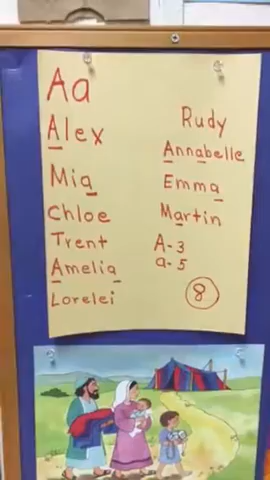 Aa
Alex
Mia
Chloe
Trent
Amelia
Lorelei
Rudy
Annabelle
Emma
Martin
A-3
a-5
8